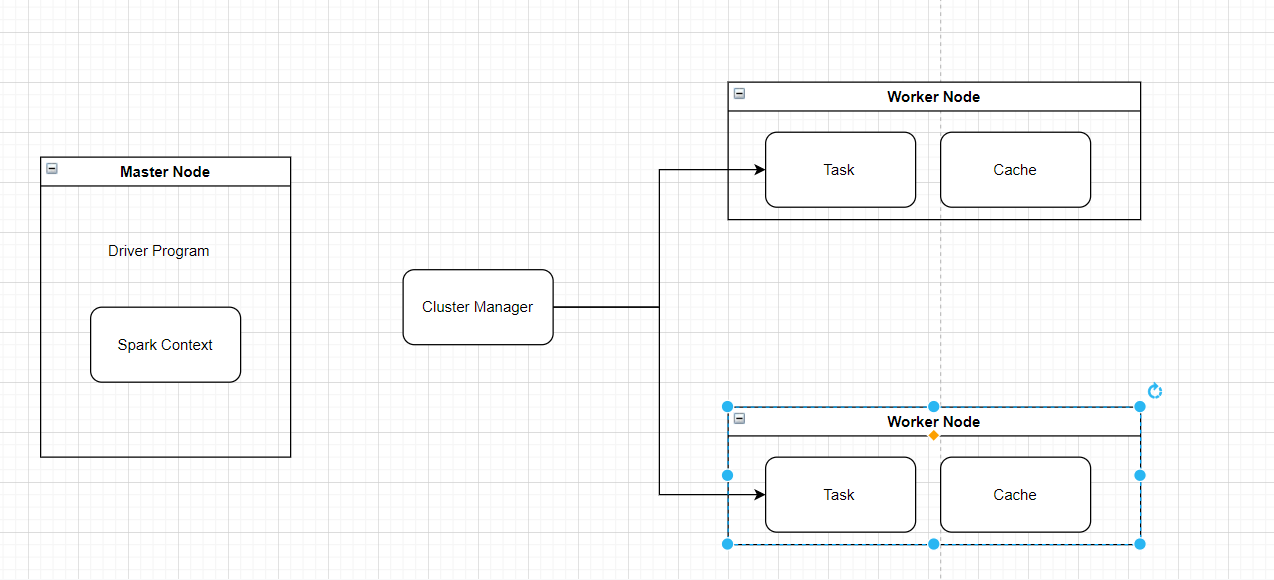 Master Node
Driver Program
Spark Context
Cluster Manager
Worker Node
Task
Cache
Worker Node
Task
Cache